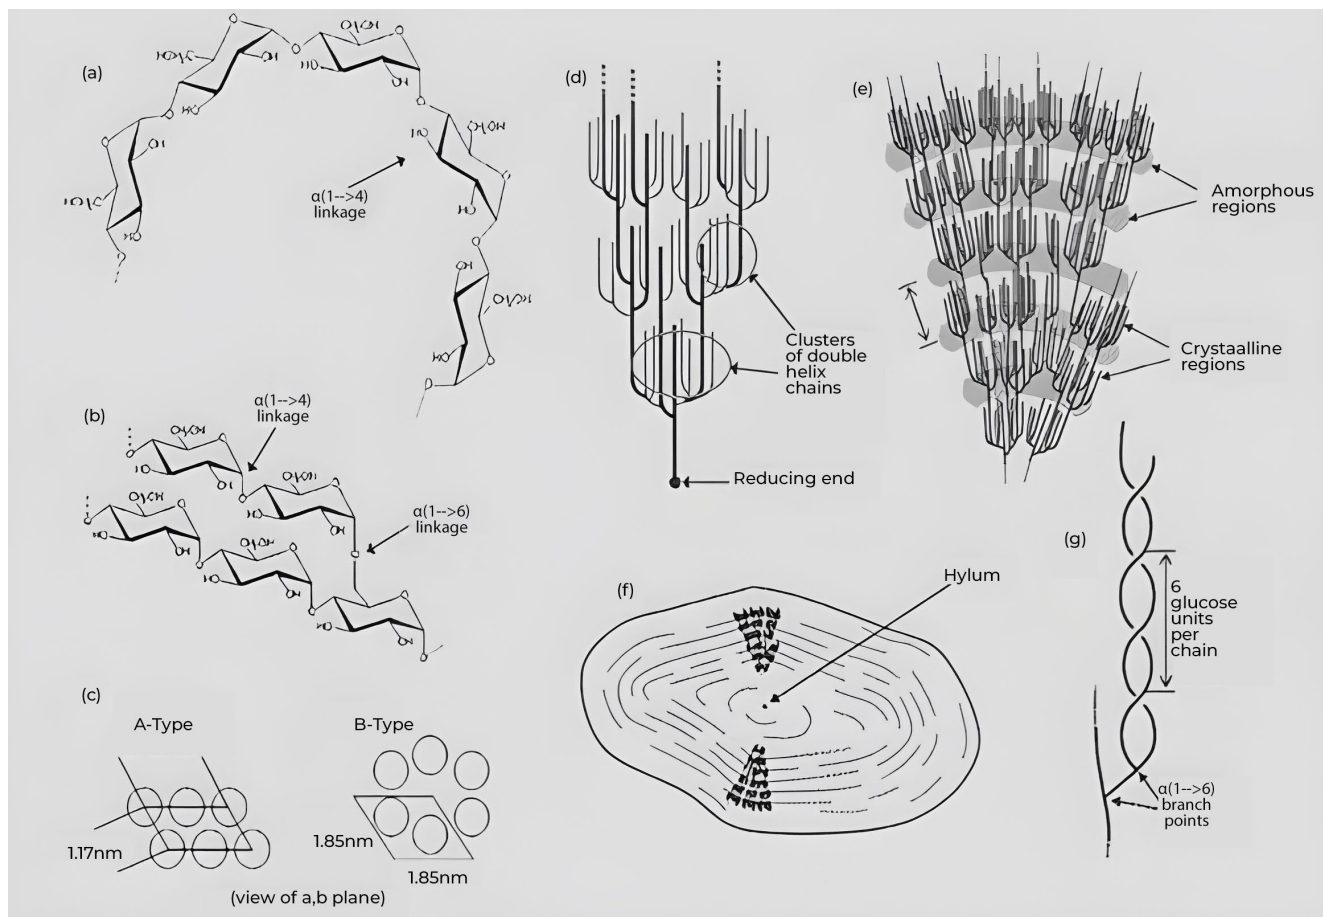 (a)
α(1-->4)
linkage
(b)
α(1-->4)
linkage
α(1-->6)
linkage
(c)
A-Type
B-Type
1.17nm
1.85nm
1.85nm
(view of a,b plane)
(d)
Clusters
of double
helix
chains
Reducing end
(e)
Amorphous
regions
Crystaalline
regions
(f)
Hylum
(g)
6
glucose
units
per
chain
α(1-->6)
branch
points